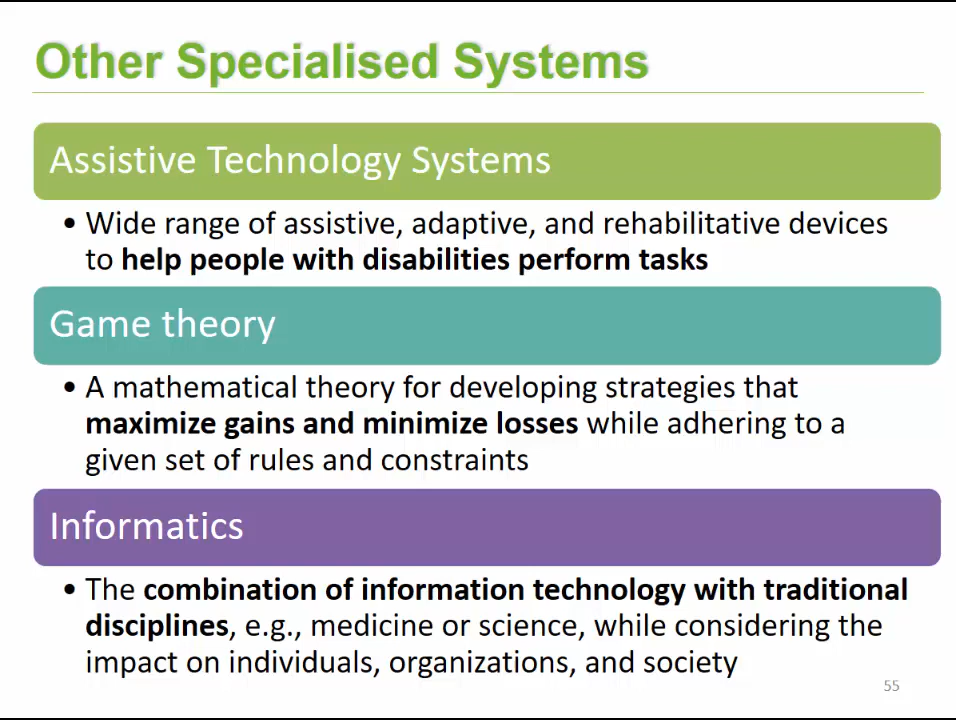 Other Specialised Systems
Assistive Technology Systems
• Wide range of assistive, adaptive, and rehabilitative devices
to help people with disabilities perform tasks
Game theory
• A mathematical theory for developing strategies that
maximize gains and minimize losses while adhering to a
given set of rules and constraints
Informatics
• The combination of information technology with traditional
disciplines, e.g., medicine or science, while considering the
impact on individuals, organizations, and society
55